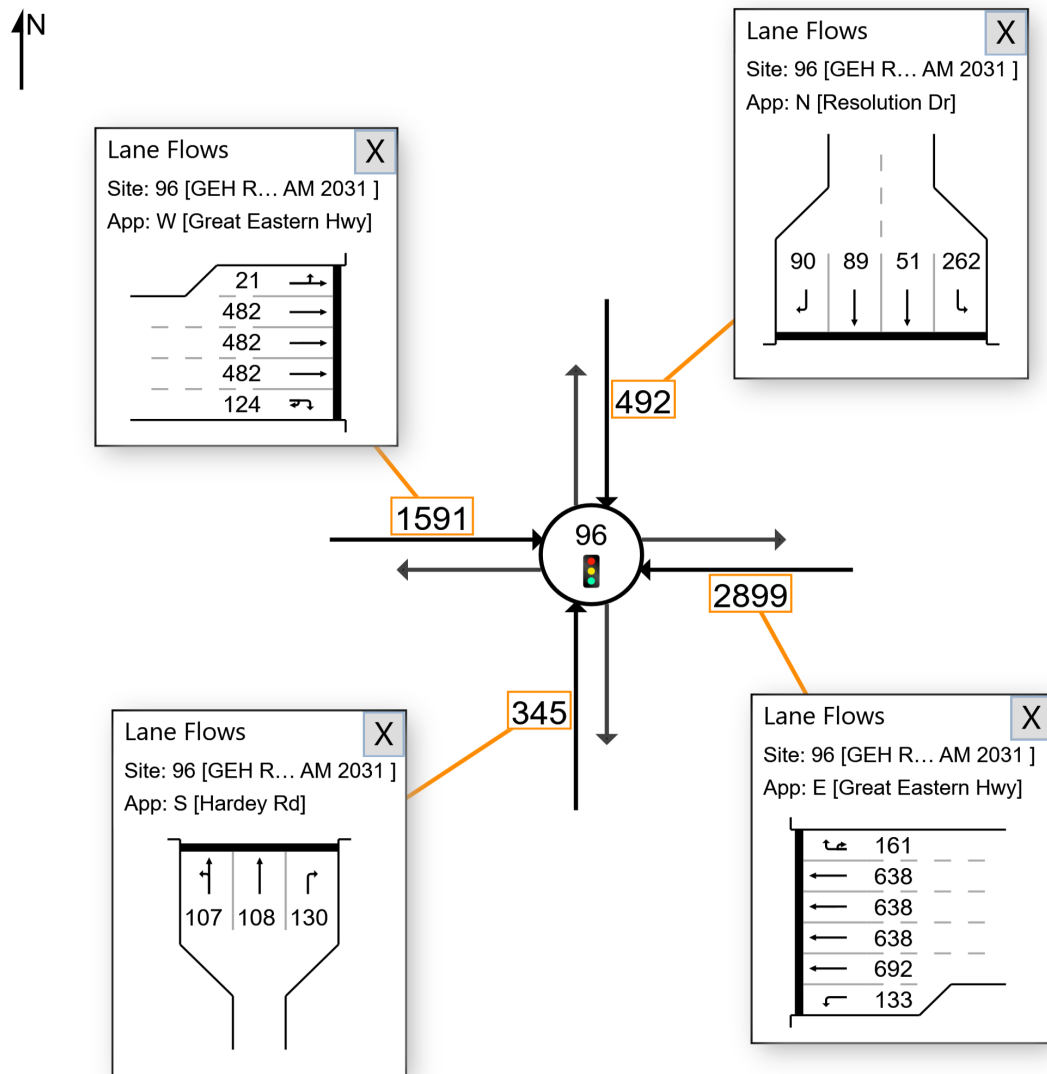 N
Lane Flows X
Site: 96 [GEH R... AM 2031 ]
App: N [Resolution Dr]
90 89 51 262
Lane Flows X
Site: 96 [GEH R... AM 2031 ]
App: W [Great Eastern Hwy]
21
482
482
482
124
492
1591
96
2899
345
Lane Flows X
Site: 96 [GEH R... AM 2031 ]
App: S [Hardey Rd]
107 108 130
Lane Flows X
Site: 96 [GEH R... AM 2031 ]
App: E [Great Eastern Hwy]
161
638
638
638
692
133